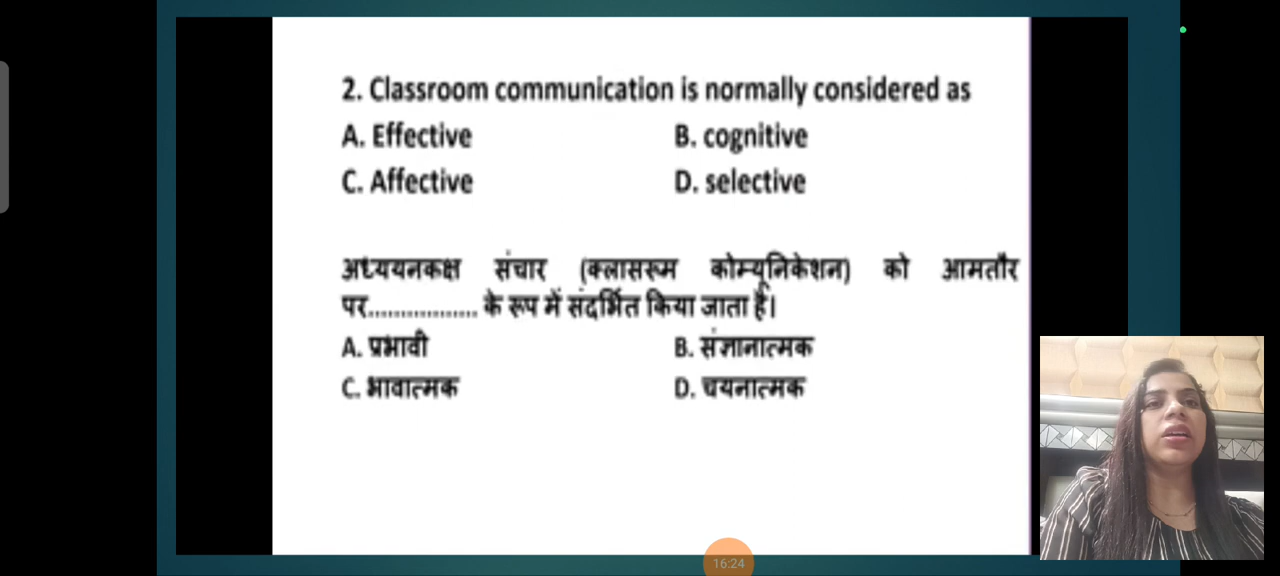 2. Classroom communication is normally considered as
A. Effective B. cognitive
C. Affective D. selective
अध्ययनकक्ष संचार (क्लासरूम कोम्यूनिकेशन) को आमतौर
पर.................. के रूप में संदर्भित किया जाता है।
A. प्रभावी B. संज्ञानात्मक
C. भावात्मक D. चयनात्मक
16:24